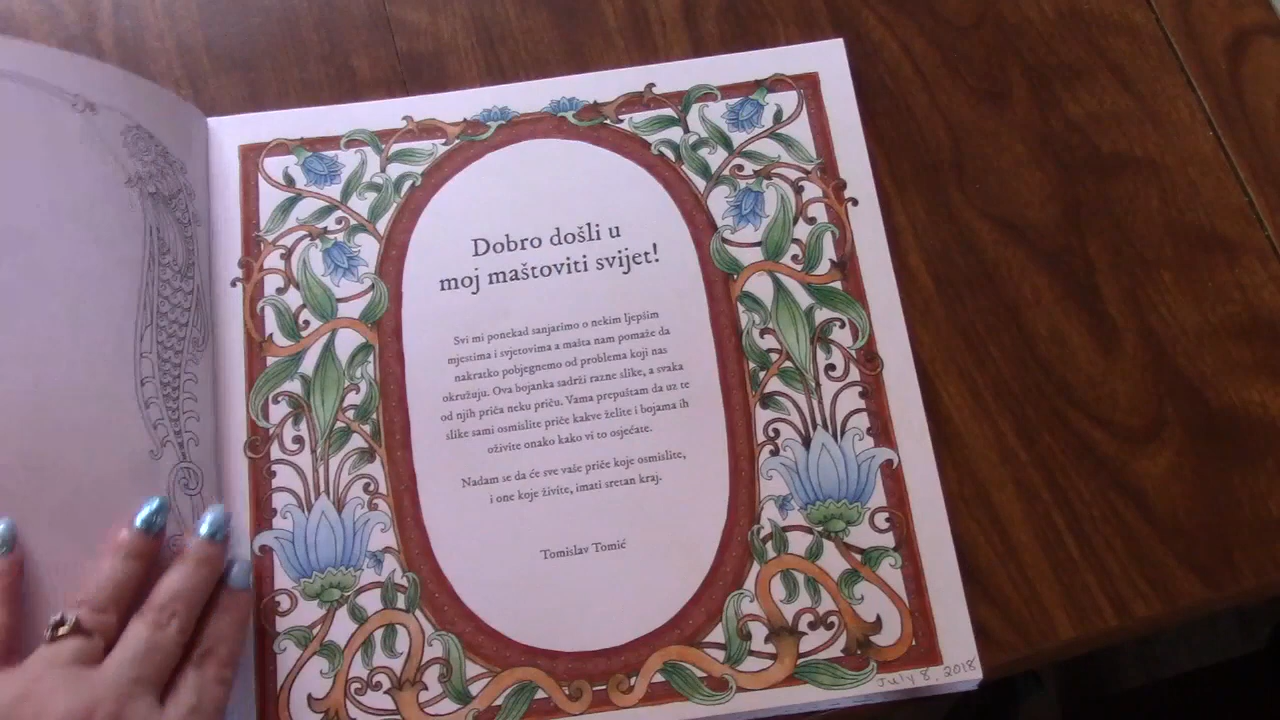 Dobro došli u
moj maštoviti svijet!
Svi mi ponekad sanjarimo o nekim ljepšim
mjestima i svjetovima a mašta nam pomaže da
nakratko pobjegnemo od problema koji nas
okružuju. Ova bojanka sadrži razne slike, a svaka
od njih priča neku priču. Vama prepuštam da uz te
slike sami osmislite priče kakve želite i bojama ih
oživite onako kako vi to osjećate.
Nadam se da će sve vaše priče koje osmislite,
i one koje živite, imati sretan kraj.
Tomislav Tomić
July 8, 2018